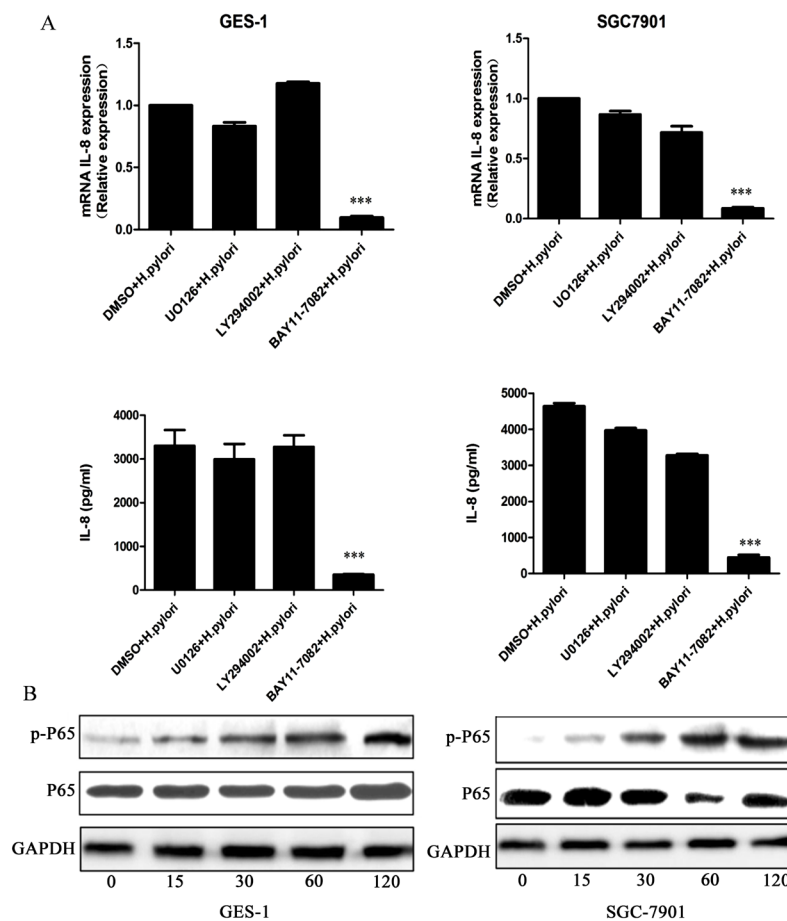 A
GES-1
mRNA IL-8 expression
(Relative expression)
1.5
1.0
0.5
0.0
***
DMSO+H.pylori
UO126+H.pylori
LY294002+H.pylori
BAY11-7082+H.pylori
SGC7901
mRNA IL-8 expression
(Relative expression)
1.5
1.0
0.5
0.0
***
DMSO+H.pylori
UO126+H.pylori
LY294002+H.pylori
BAY11-7082+H.pylori
IL-8 (pg/ml)
4000
3000
2000
1000
0
***
DMSO+H.pylori
U0126+H.pylori
LY294002+H.pylori
BAY11-7082+H.pylori
IL-8 (pg/ml)
5000
4000
3000
2000
1000
0
***
DMSO+H.pylori
U0126+H.pylori
LY294002+H.pylori
BAY11-7082+H.pylori
B
p-P65
P65
GAPDH
0 15 30 60 120
GES-1
p-P65
P65
GAPDH
0 15 30 60 120
SGC-7901